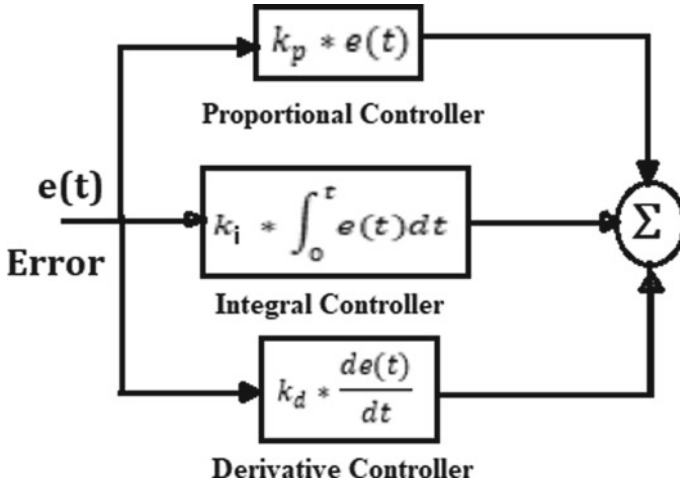 k_p * e(t)
Proportional Controller
e(t)
Error
k_i * ∫_0^t e(t)dt
Σ
Integral Controller
k_d * de(t)/dt
Derivative Controller